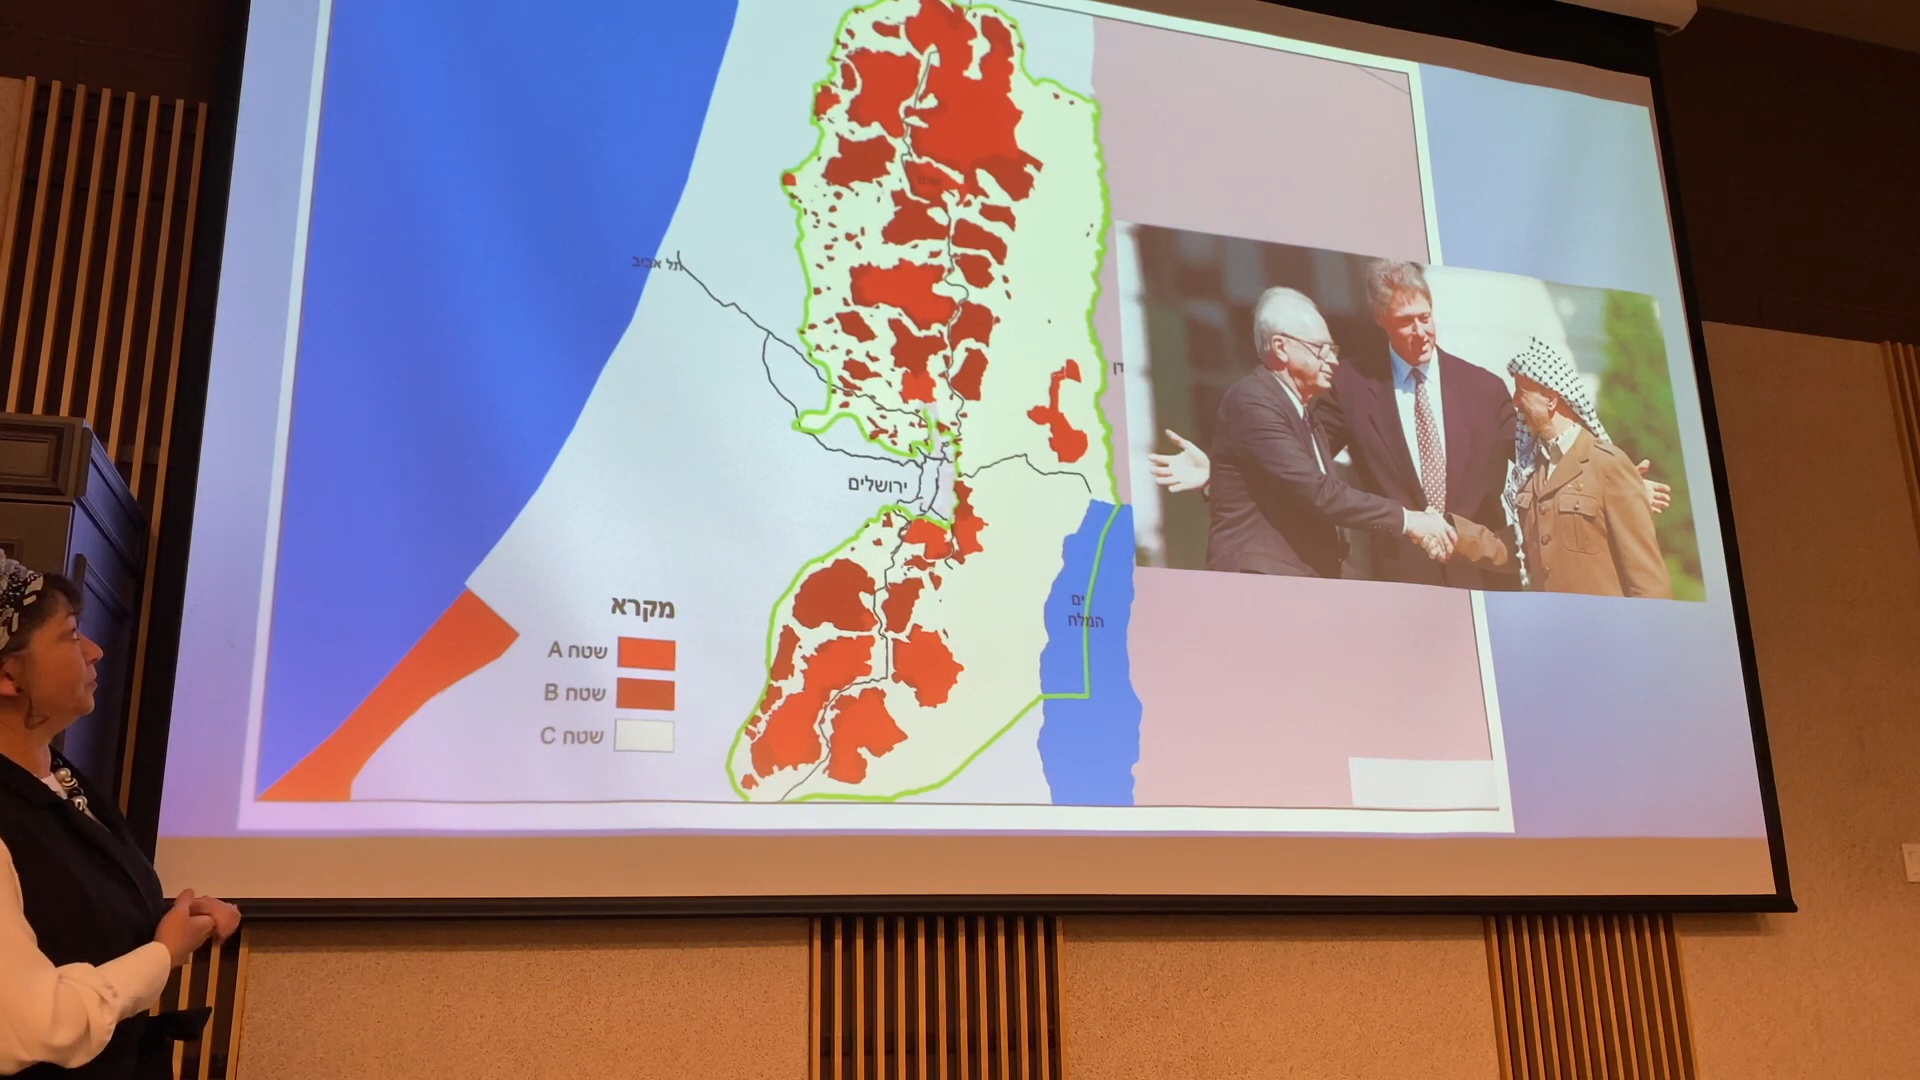 תל אביב
ירושלים
ים
המלח
מקרא
שטח A
שטח B
שטח C